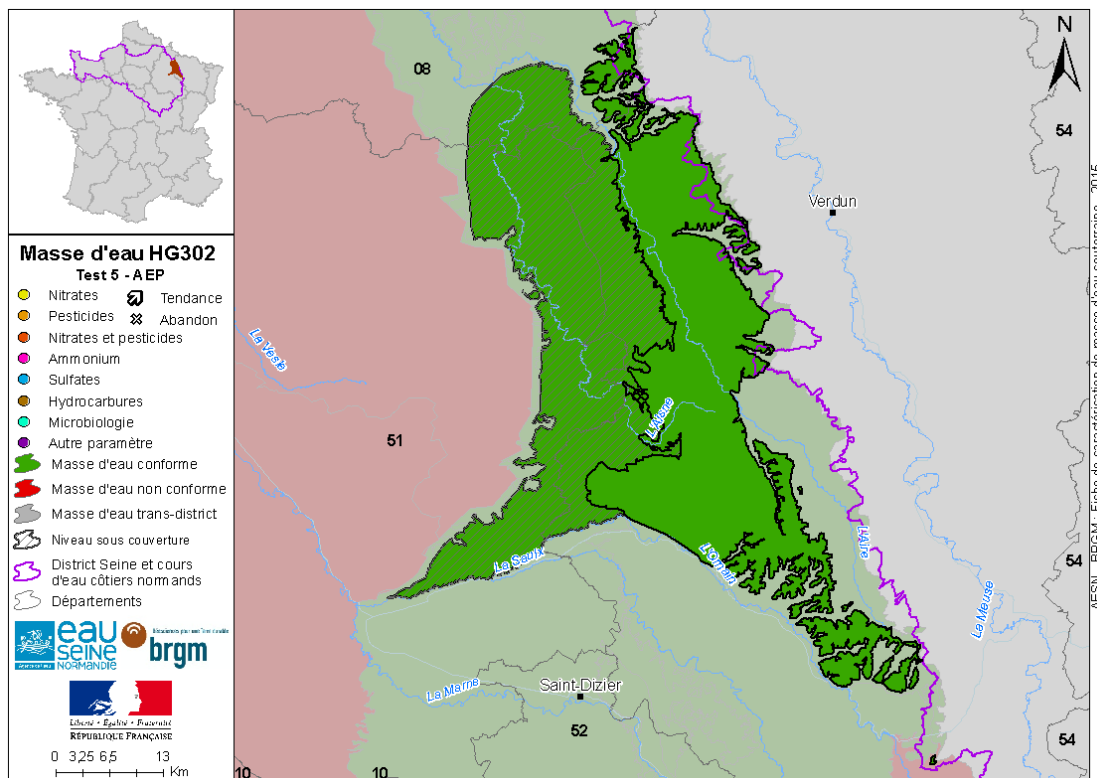 Masse d'eau HG302
Test 5 - AEP
Nitrates
Tendance
Pesticides
Abandon
Nitrates et pesticides
Ammonium
Sulfates
Hydrocarbures
Microbiologie
Autre paramètre
Masse d'eau conforme
Masse d'eau non conforme
Masse d'eau trans-district
Niveau sous couverture
District Seine et cours
d'eau côtiers normands
Départements
eau
SEINE
NORMANDIE
brgm
Liberté • Égalité • Fraternité
RÉPUBLIQUE FRANÇAISE
0 3,25 6,5 13
Km
N
08
54
Verdun
La Vesle
51
L'Aisne
L'Aire
54
La Saulx
L'Ornain
La Meuse
La Marne
Saint-Dizier
52
54
10
10
AESN - BRGM : Fiche de caractérisation de masse d'eau souterraine - 2015